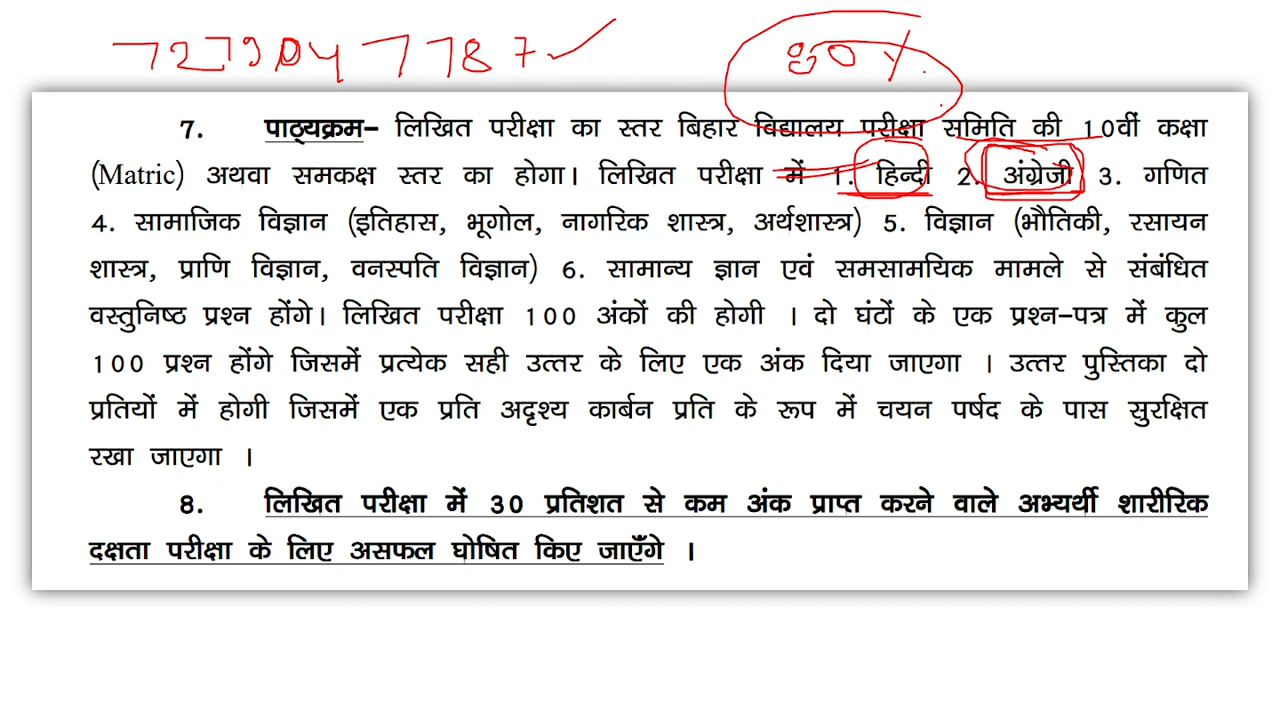 7. पाठ्यक्रम- लिखित परीक्षा का स्तर बिहार विद्यालय परीक्षा समिति की 10वीं कक्षा
(Matric) अथवा समकक्ष स्तर का होगा। लिखित परीक्षा में 1. हिन्दी 2. अंग्रेजी 3. गणित
4. सामाजिक विज्ञान (इतिहास, भूगोल, नागरिक शास्त्र, अर्थशास्त्र) 5. विज्ञान (भौतिकी, रसायन
शास्त्र, प्राणि विज्ञान, वनस्पति विज्ञान) 6. सामान्य ज्ञान एवं समसामयिक मामले से संबंधित
वस्तुनिष्ठ प्रश्न होंगे। लिखित परीक्षा 100 अंकों की होगी । दो घंटों के एक प्रश्न-पत्र में कुल
100 प्रश्न होंगे जिसमें प्रत्येक सही उत्तर के लिए एक अंक दिया जाएगा । उत्तर पुस्तिका दो
प्रतियों में होगी जिसमें एक प्रति अदृश्य कार्बन प्रति के रूप में चयन पर्षद के पास सुरक्षित
रखा जाएगा ।
8. लिखित परीक्षा में 30 प्रतिशत से कम अंक प्राप्त करने वाले अभ्यर्थी शारीरिक
दक्षता परीक्षा के लिए असफल घोषित किए जाएँगे ।